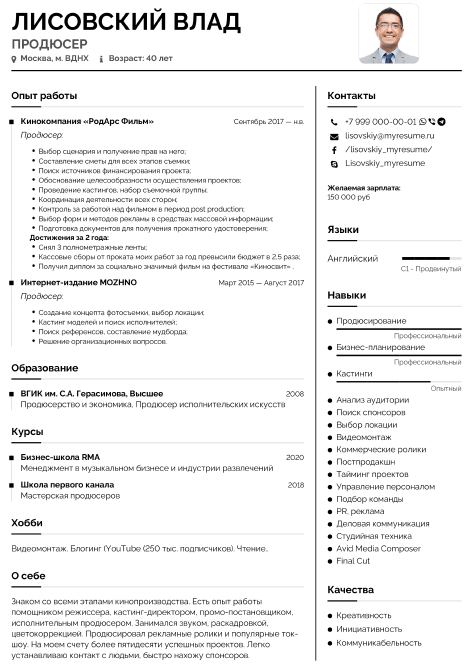 ЛИСОВСКИЙ ВЛАД
ПРОДЮСЕР
Москва, м. ВДНХ Возраст: 40 лет
Опыт работы
Кинокомпания «РодАрс Фильм» Сентябрь 2017 — н.в.
Продюсер:
Выбор сценария и получение прав на него;
Составление сметы для всех этапов съемки;
Поиск источников финансирования проекта;
Обоснование целесообразности осуществления проектов;
Проведение кастингов, набор съемочной группы;
Координация деятельности всех сторон;
Контроль за работой над фильмом в период post production;
Выбор форм и методов рекламы в средствах массовой информации;
Подготовка документов для получения прокатного удостоверения;
Достижения за 2 года:
Снял 3 полнометражные ленты;
Кассовые сборы от проката моих работ за год превысили бюджет в 2,5 раза;
Получил диплом за социально значимый фильм на фестивале «Киносвит» .
Интернет-издание MOZHNO Март 2015 — Август 2017
Продюсер:
Создание концепта фотосъемки, выбор локации;
Кастинг моделей и поиск исполнителей;
Поиск референсов, составление мудборда;
Решение организационных вопросов.
Образование
ВГИК им. С.А. Герасимова, Высшее 2008
Продюсерство и экономика, Продюсер исполнительских искусств
Курсы
Бизнес-школа RMA 2020
Менеджмент в музыкальном бизнесе и индустрии развлечений
Школа первого канала 2018
Мастерская продюсеров
Хобби
Видеомонтаж. Блогинг (YouTube (250 тыс. подписчиков). Чтение.
О себе
Знаком со всеми этапами кинопроизводства. Есть опыт работы
помощником режиссера, кастинг-директором, промо-постановщиком,
исполнительным продюсером. Занимался звуком, раскадровкой,
цветокоррекцией. Продюсировал рекламные ролики и популярные ток-
шоу. На моем счету более пятидесяти успешных проектов. Легко
устанавливаю контакт с людьми, быстро нахожу спонсоров.
Контакты
+7 999 000-00-01
lisovskiy@myresume.ru
/lisovskiy_myresume/
Lisovskiy_myresume
Желаемая зарплата:
150 000 руб
Языки
Английский
C1 - Продвинутый
Навыки
Продюсирование
Профессиональный
Бизнес-планирование
Профессиональный
Кастинги
Опытный
Анализ аудитории
Поиск спонсоров
Выбор локации
Видеомонтаж
Коммерческие ролики
Постпродакшн
Тайминг проектов
Управление персоналом
Подбор команды
PR, реклама
Деловая коммуникация
Студийная техника
Avid Media Composer
Final Cut
Качества
Креативность
Инициативность
Коммуникабельность